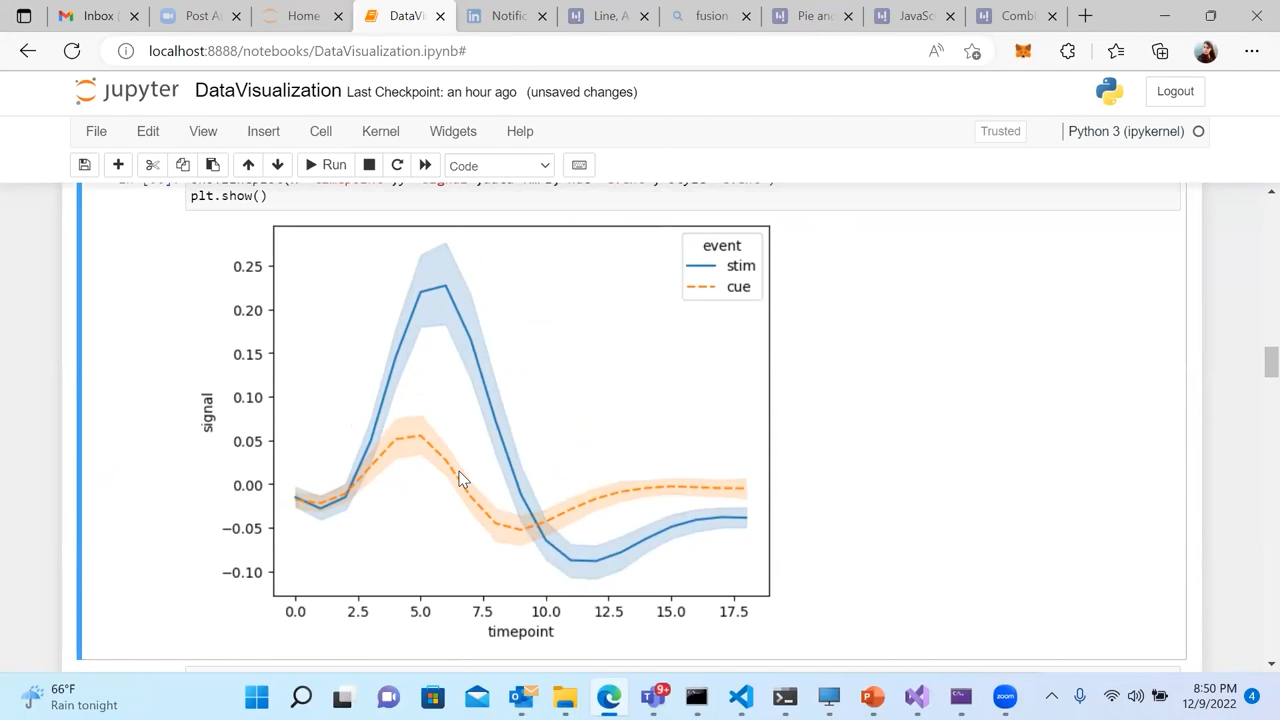 Inbox
Post A
Home
DataVi
Line, A
fusion
Pie and
JavaSc
Combi
localhost:8888/notebooks/DataVisualization.ipynb#
jupyter DataVisualization Last Checkpoint: an hour ago (unsaved changes)
Logout
File Edit View Insert Cell Kernel Widgets Help
Trusted
Python 3 (ipykernel)
Run
Code
plt.show()
event
stim
cue
0.25
0.20
0.15
0.10
0.05
0.00
−0.05
−0.10
signal
0.0 2.5 5.0 7.5 10.0 12.5 15.0 17.5
timepoint
66°F
Rain tonight
9+
zoom
8:50 PM
12/9/2022
4